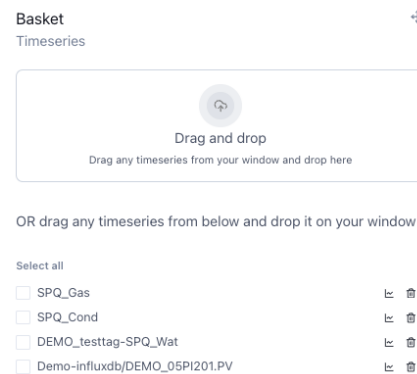 Basket
Timeseries
Drag and drop
Drag any timeseries from your window and drop here
OR drag any timeseries from below and drop it on your window
Select all
SPQ_Gas
SPQ_Cond
DEMO_testtag-SPQ_Wat
Demo-influxdb/DEMO_05PI201.PV